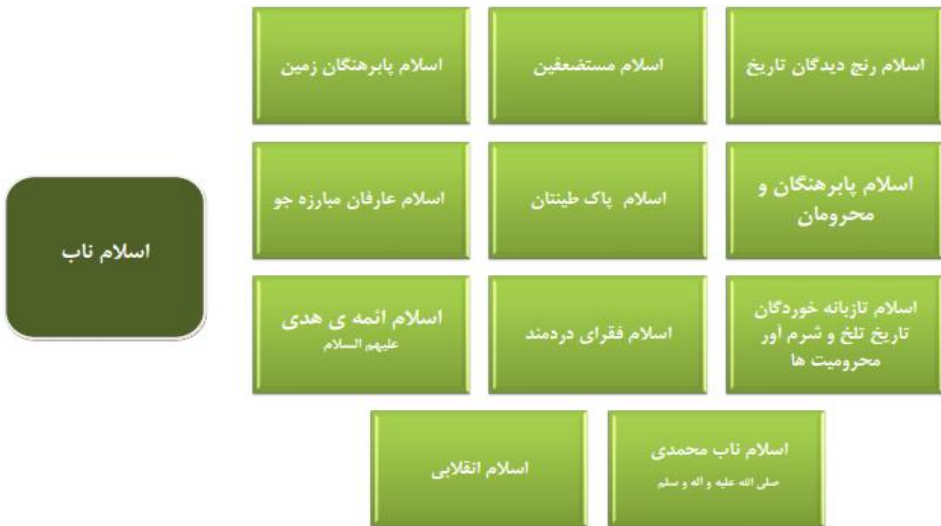 اسلام رنج دیدگان تاریخ
اسلام مستضعفین
اسلام پابرهنگان زمین
اسلام پابرهنگان و
محرومان
اسلام پاک طینتان
اسلام عارفان مبارزه جو
اسلام ناب
اسلام تازیانه خوردگان
تاریخ تلخ و شرم آور
محرومیت ها
اسلام فقرای دردمند
اسلام ائمه ی هدی
علیهم السلام
اسلام ناب محمدی
صلی الله علیه و آله و سلم
اسلام انقلابی